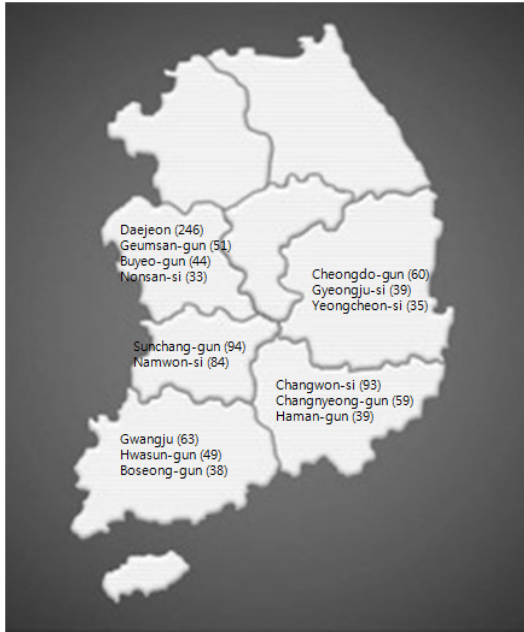 Daejeon (246)
Geumsan-gun (51)
Buyeo-gun (44)
Nonsan-si (33)
Cheongdo-gun (60)
Gyeongju-si (39)
Yeongcheon-si (35)
Sunchang-gun (94)
Namwon-si (84)
Changwon-si (93)
Changnyeong-gun (59)
Haman-gun (39)
Gwangju (63)
Hwasun-gun (49)
Boseong-gun (38)